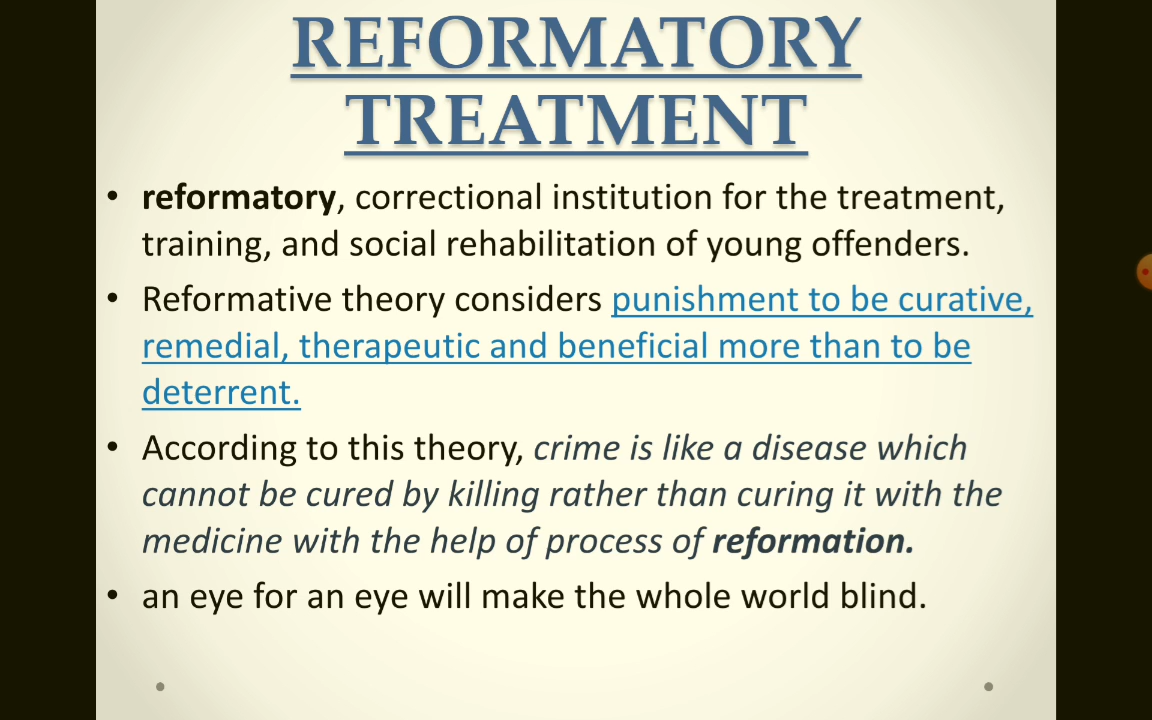 REFORMATORY
TREATMENT
• reformatory, correctional institution for the treatment,
training, and social rehabilitation of young offenders.
• Reformative theory considers punishment to be curative,
remedial, therapeutic and beneficial more than to be
deterrent.
• According to this theory, crime is like a disease which
cannot be cured by killing rather than curing it with the
medicine with the help of process of reformation.
• an eye for an eye will make the whole world blind.